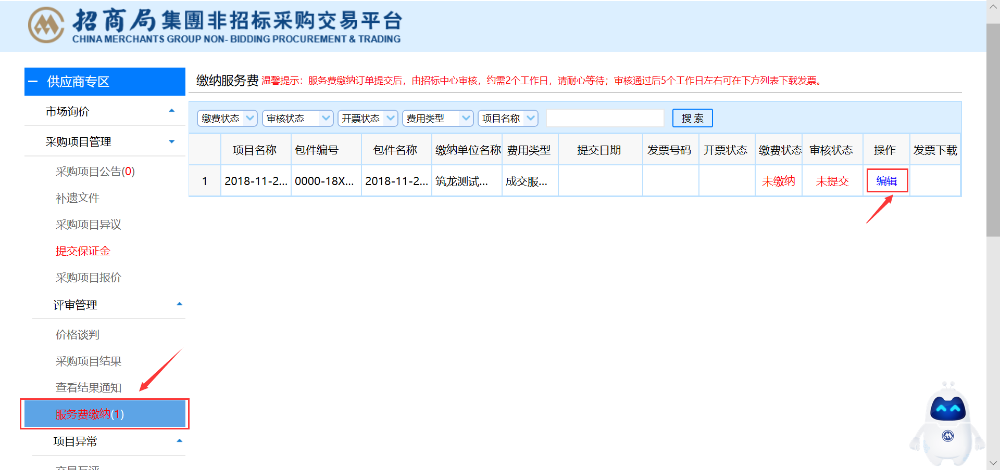 招商局集團非招标采购交易平台
CHINA MERCHANTS GROUP NON- BIDDING PROCUREMENT & TRADING
供应商专区
市场询价
采购项目管理
采购项目公告(0)
补遗文件
采购项目异议
提交保证金
采购项目报价
评审管理
价格谈判
采购项目结果
查看结果通知
服务费缴纳(1)
项目异常
交易互评
缴纳服务费 温馨提示：服务费缴纳订单提交后，由招标中心审核，约需2个工作日，请耐心等待；审核通过后5个工作日左右可在下方列表下载发票。
缴费状态 审核状态 开票状态 费用类型 项目名称 搜 索
项目名称 包件编号 包件名称 缴纳单位名称 费用类型 提交日期 发票号码 开票状态 缴费状态 审核状态 操作 发票下载
1 2018-11-2... 0000-18X... 2018-11-2... 筑龙测试... 成交服... 未缴纳 未提交 编辑